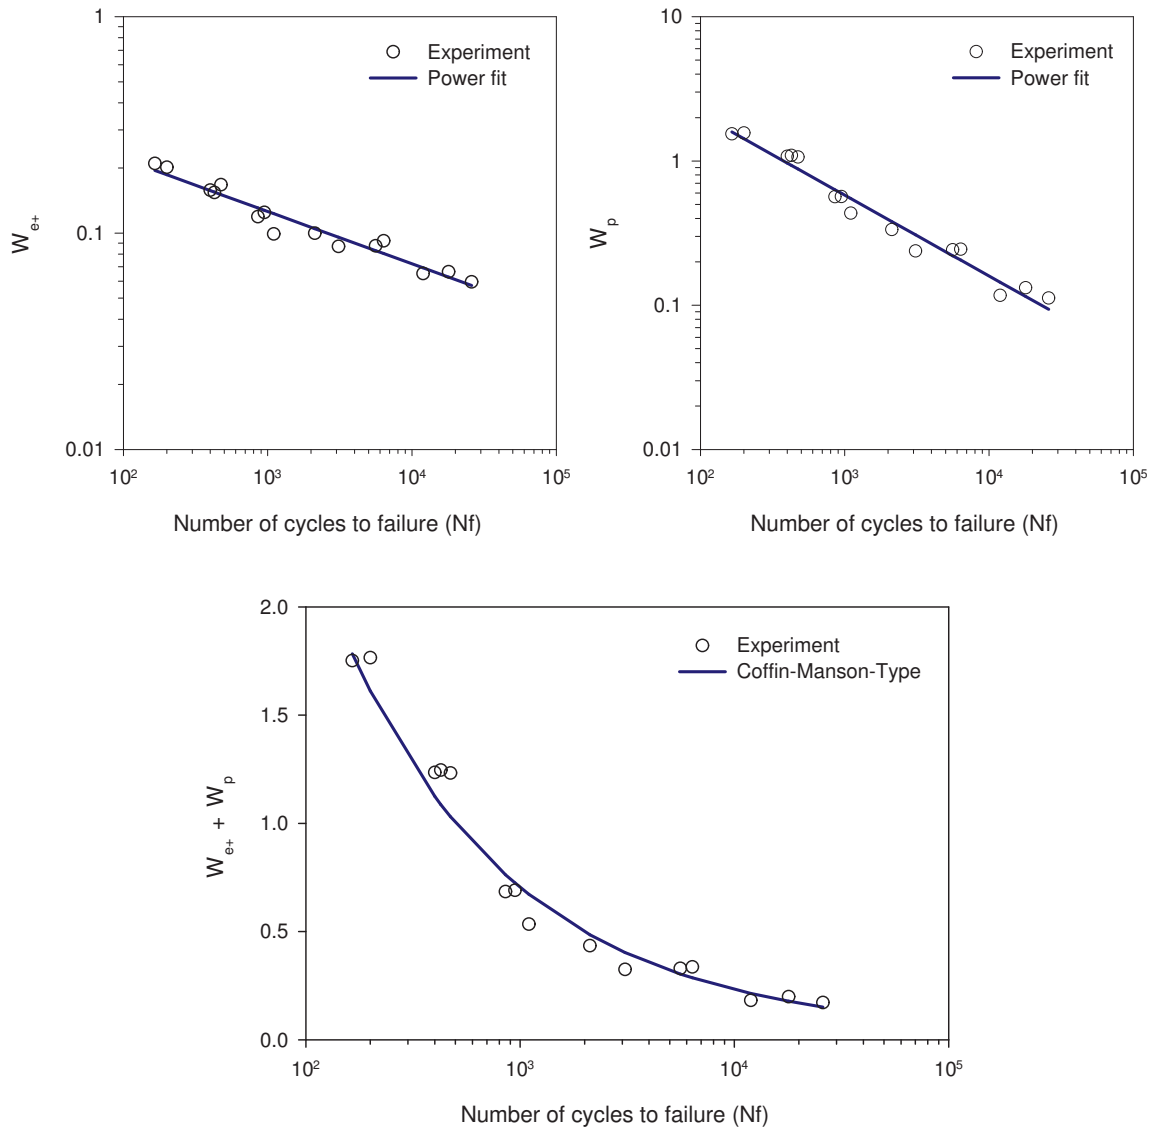 1
0.1
0.01
W e+
Experiment
Power fit
10² 10³ 10⁴ 10⁵
Number of cycles to failure (Nf)
10
1
0.1
0.01
W p
Experiment
Power fit
10² 10³ 10⁴ 10⁵
Number of cycles to failure (Nf)
2.0
1.5
1.0
0.5
0.0
W e+ + W p
Experiment
Coffin-Manson-Type
10² 10³ 10⁴ 10⁵
Number of cycles to failure (Nf)